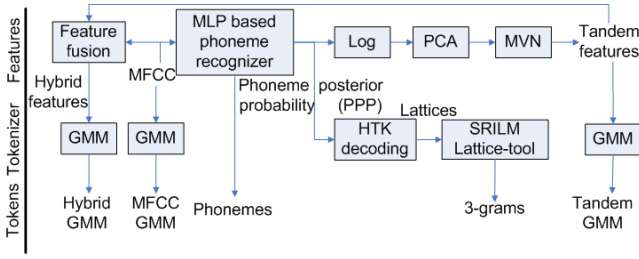 Features
Tokenizer
Tokens
Feature
fusion
MFCC
MLP based
phoneme
recognizer
Log
PCA
MVN
Tandem
features
Hybrid
features
Phoneme posterior
probability (PPP)
Lattices
GMM
GMM
HTK
decoding
SRILM
Lattice-tool
GMM
Hybrid
GMM
MFCC
GMM
Phonemes
3-grams
Tandem
GMM